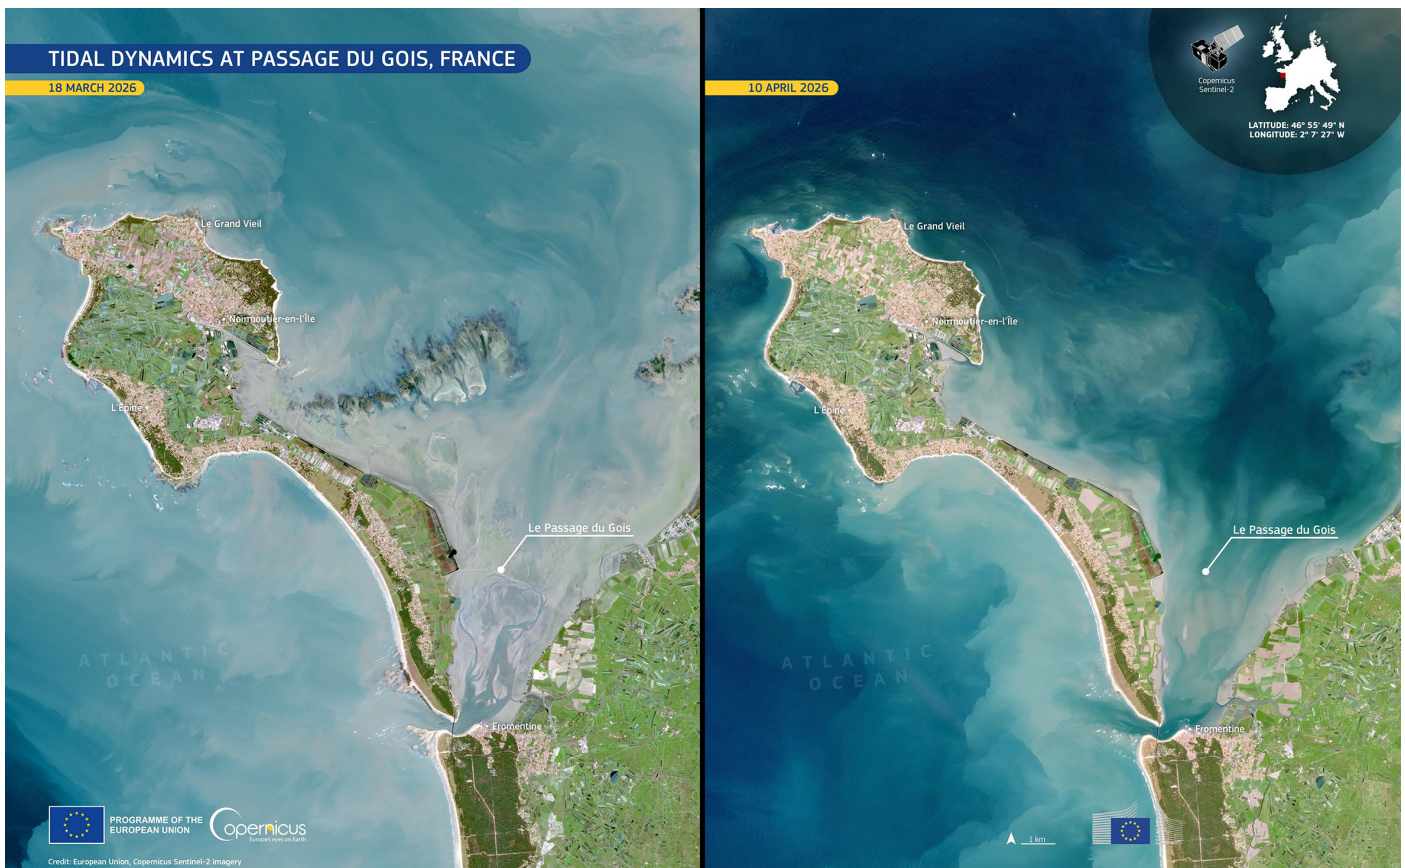 TIDAL DYNAMICS AT PASSAGE DU GOIS, FRANCE
18 MARCH 2026
Le Grand Vieil
Noirmoutier-en-l'Île
L'Épine
Le Passage du Gois
ATLANTIC
OCEAN
Fromentine
PROGRAMME OF THE
EUROPEAN UNION
Copernicus
Europe's eyes on Earth
Credit: European Union, Copernicus Sentinel-2 imagery
10 APRIL 2026
Copernicus
Sentinel-2
LATITUDE: 46° 55' 49" N
LONGITUDE: 2° 7' 27" W
Le Grand Vieil
Noirmoutier-en-l'Île
L'Épine
Le Passage du Gois
ATLANTIC
OCEAN
Fromentine
1 km